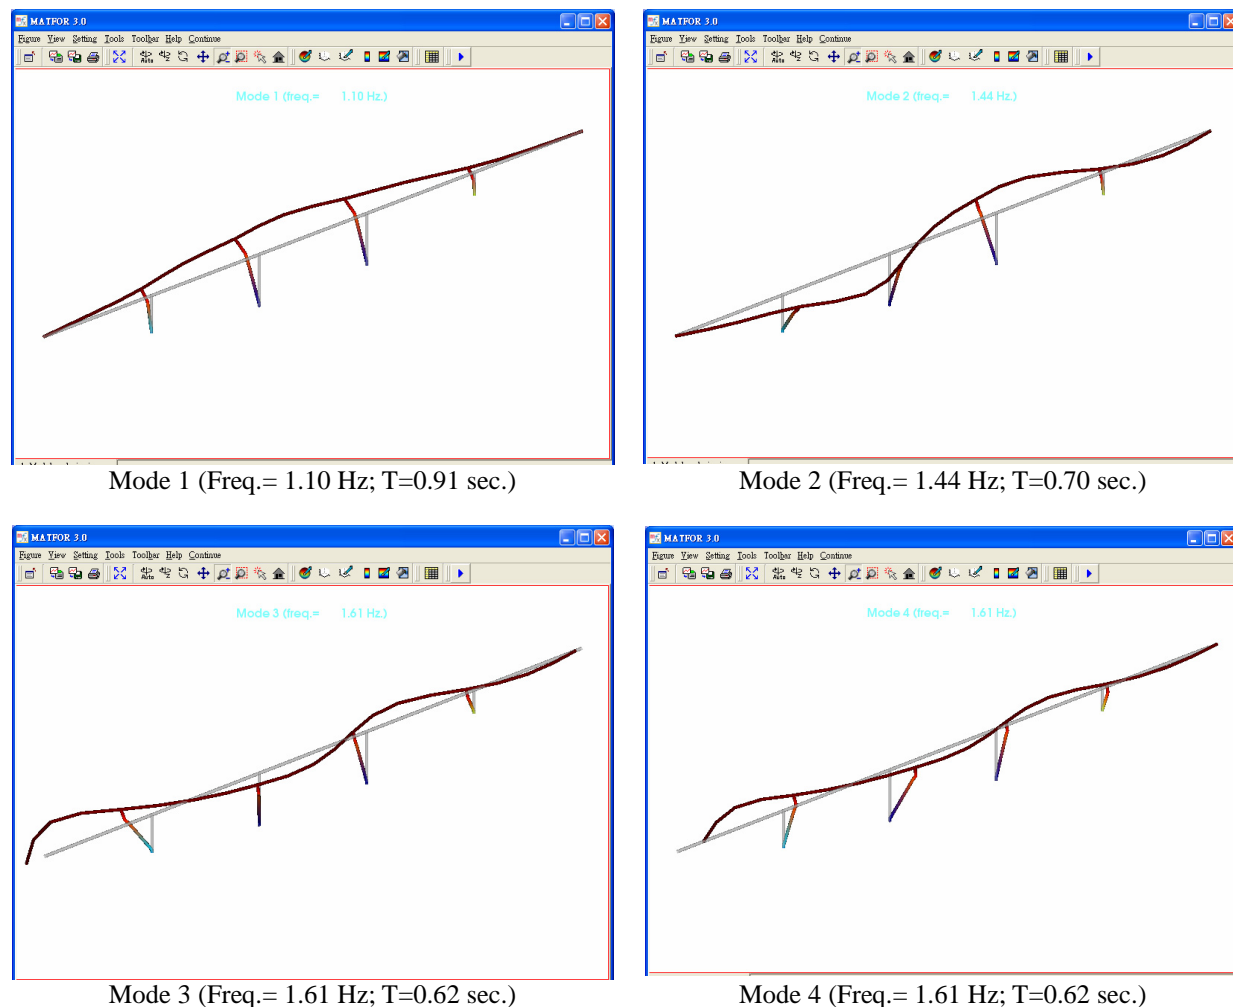 MATFOR 3.0
Figure View Setting Tools Toolbar Help Continue
Auto
Mode 1 (freq.= 1.10 Hz.)
Mode 1 (Freq.= 1.10 Hz; T=0.91 sec.)
MATFOR 3.0
Figure View Setting Tools Toolbar Help Continue
Auto
Mode 2 (freq.= 1.44 Hz.)
Mode 2 (Freq.= 1.44 Hz; T=0.70 sec.)
MATFOR 3.0
Figure View Setting Tools Toolbar Help Continue
Auto
Mode 3 (freq.= 1.61 Hz.)
Mode 3 (Freq.= 1.61 Hz; T=0.62 sec.)
MATFOR 3.0
Figure View Setting Tools Toolbar Help Continue
Auto
Mode 4 (freq.= 1.61 Hz.)
Mode 4 (Freq.= 1.61 Hz; T=0.62 sec.)